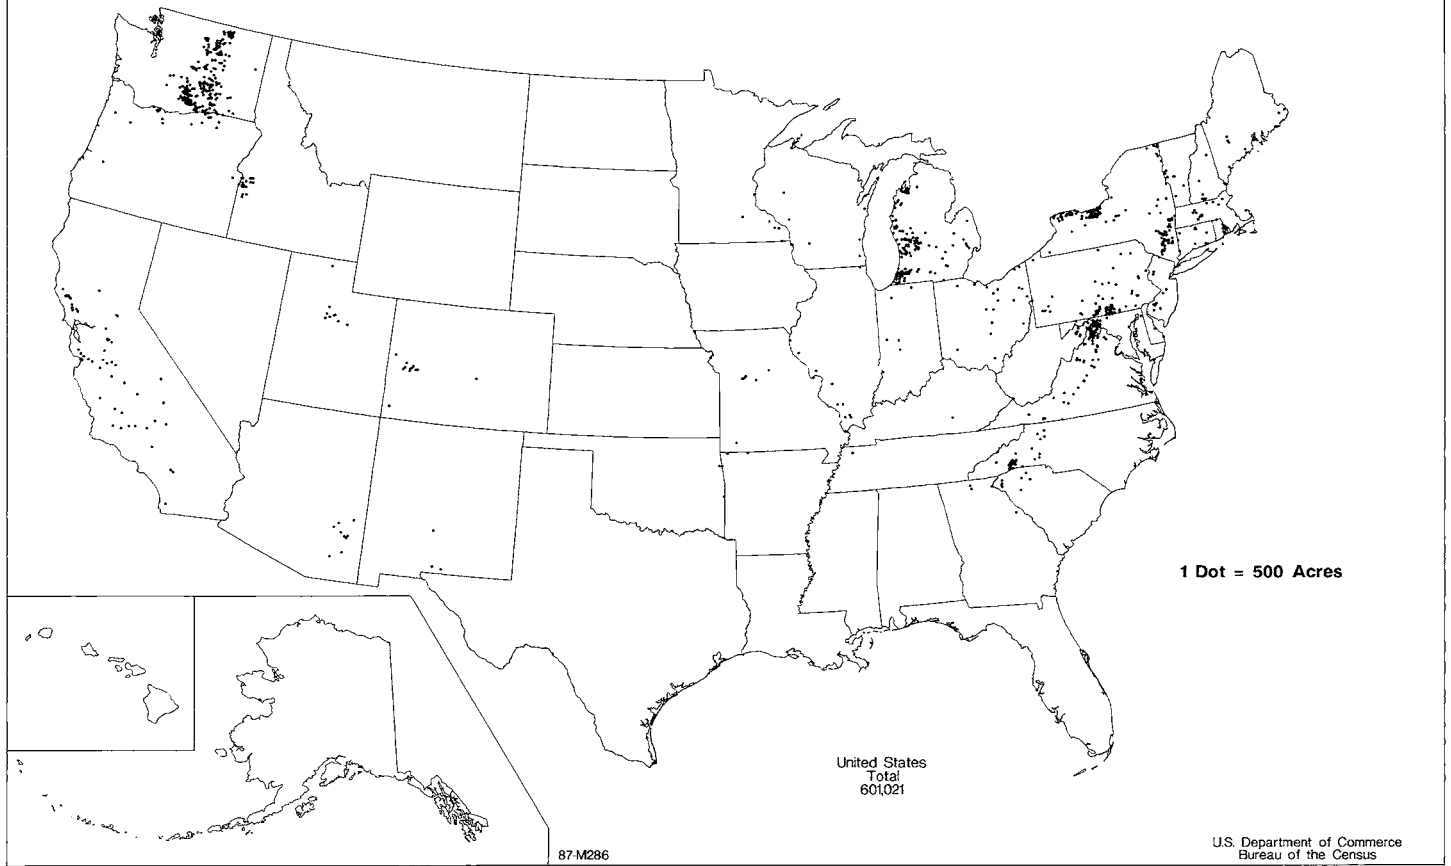 1 Dot = 500 Acres
United States
Total
601,021
87-M286
U.S. Department of Commerce
Bureau of the Census